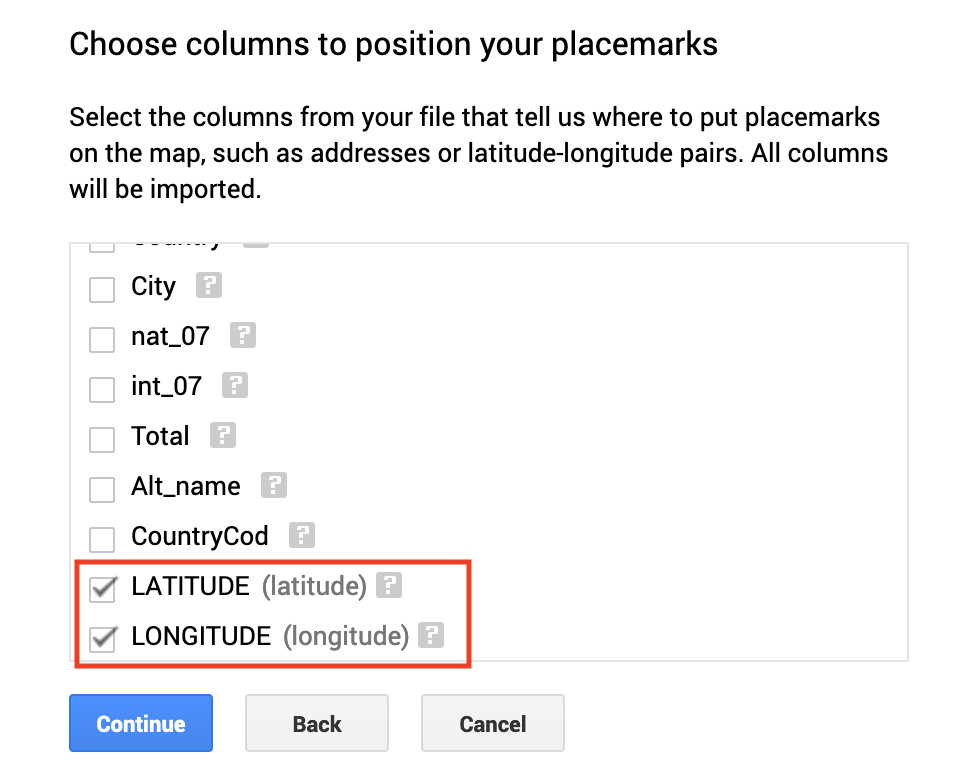 Choose columns to position your placemarks
Select the columns from your file that tell us where to put placemarks
on the map, such as addresses or latitude-longitude pairs. All columns
will be imported.
City ?
nat_07 ?
int_07 ?
Total ?
Alt_name ?
CountryCod ?
LATITUDE (latitude) ?
LONGITUDE (longitude) ?
Continue Back Cancel